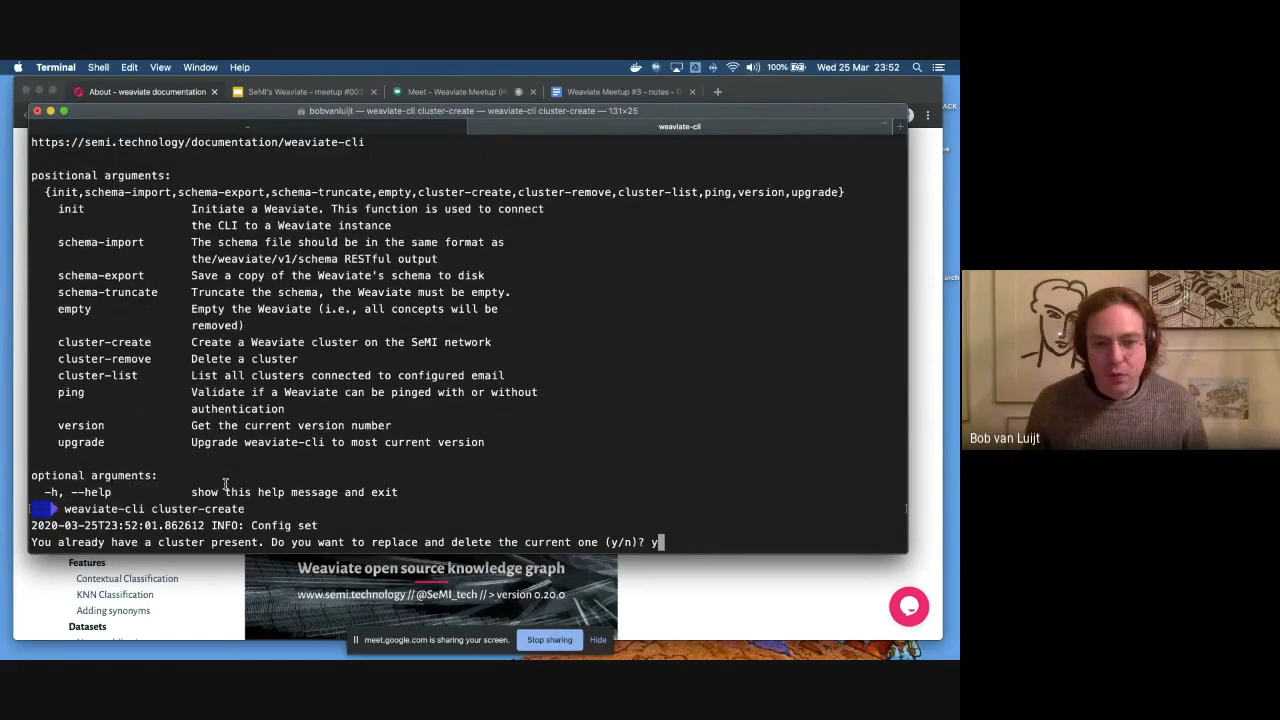 Terminal Shell Edit View Window Help 100% Wed 25 Mar 23:52
About - weaviate documentation SeMI's Weaviate - meetup #003 Meet - Weaviate Meetup Weaviate Meetup #3 - notes -
bobvanluijt — weaviate-cli cluster-create — weaviate-cli cluster-create — 131×25
weaviate-cli
https://semi.technology/documentation/weaviate-cli
positional arguments:
{init,schema-import,schema-export,schema-truncate,empty,cluster-create,cluster-remove,cluster-list,ping,version,upgrade}
init Initiate a Weaviate. This function is used to connect
the CLI to a Weaviate instance
schema-import The schema file should be in the same format as
the/weaviate/v1/schema RESTful output
schema-export Save a copy of the Weaviate's schema to disk
schema-truncate Truncate the schema, the Weaviate must be empty.
empty Empty the Weaviate (i.e., all concepts will be
removed)
cluster-create Create a Weaviate cluster on the SeMI network
cluster-remove Delete a cluster
cluster-list List all clusters connected to configured email
ping Validate if a Weaviate can be pinged with or without
authentication
version Get the current version number
upgrade Upgrade weaviate-cli to most current version
optional arguments:
-h, --help show this help message and exit
weaviate-cli cluster-create
2020-03-25T23:52:01.862612 INFO: Config set
You already have a cluster present. Do you want to replace and delete the current one (y/n)? y
Features
Contextual Classification
KNN Classification
Adding synonyms
Datasets
Weaviate open source knowledge graph
www.semi.technology // @SeMI_tech // > version 0.20.0
meet.google.com is sharing your screen. Stop sharing Hide
Bob van Luijt